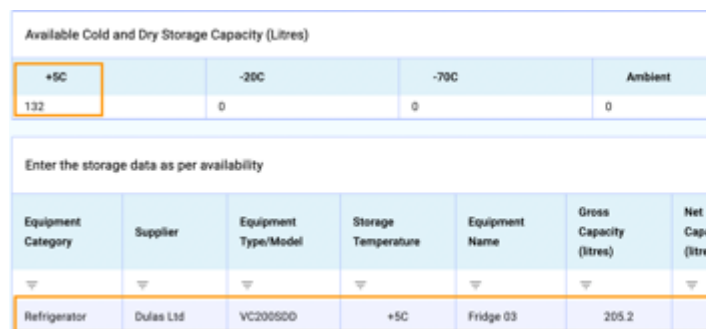 Available Cold and Dry Storage Capacity (Litres)
+5C -20C -70C Ambient
132 0 0 0
Enter the storage data as per availability
Equipment Category Supplier Equipment Type/Model Storage Temperature Equipment Name Gross Capacity (litres) Net
Refrigerator Dulas Ltd VC200SDD +5C Fridge 03 205.2